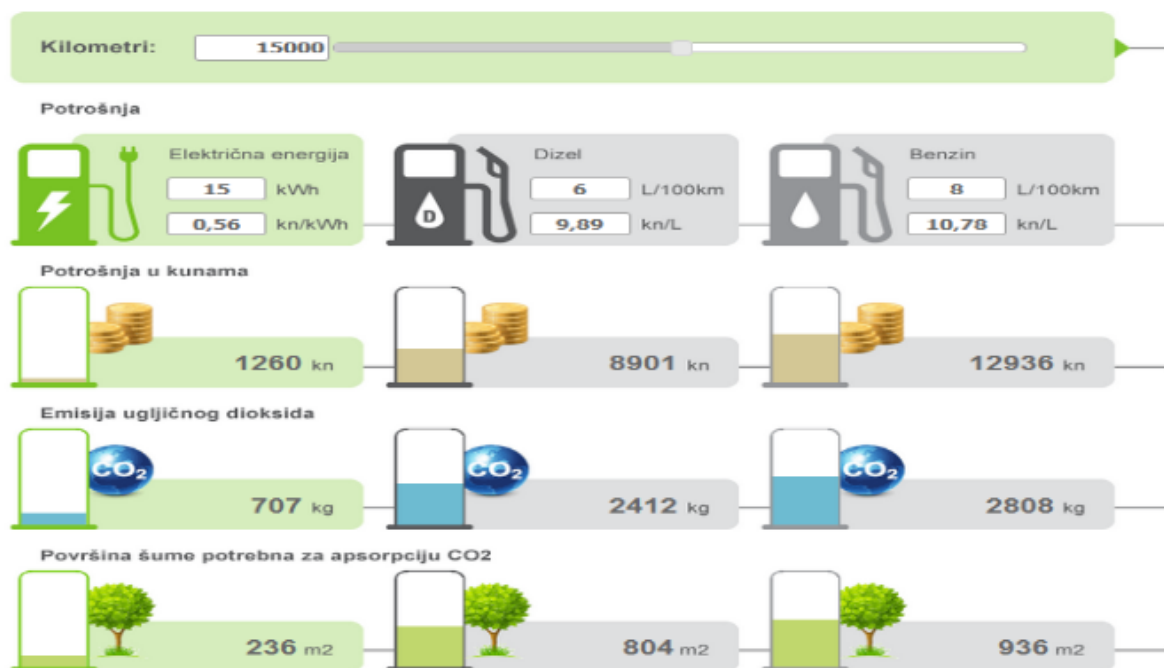 Kilometri: 15000
Potrošnja
Električna energija
15 kWh
0,56 kn/kWh
D
Dizel
6 L/100km
9,89 kn/L
Benzin
8 L/100km
10,78 kn/L
Potrošnja u kunama
1260 kn
8901 kn
12936 kn
Emisija ugljičnog dioksida
CO2
707 kg
CO2
2412 kg
CO2
2808 kg
Površina šume potrebna za apsorpciju CO2
236 m2
804 m2
936 m2